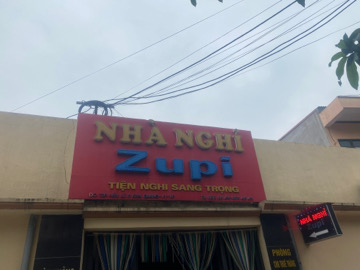 NHÀ NGHỈ
Zupi
TIỆN NGHI SANG TRỌNG
NHÀ NGHỈ
PHÒNG